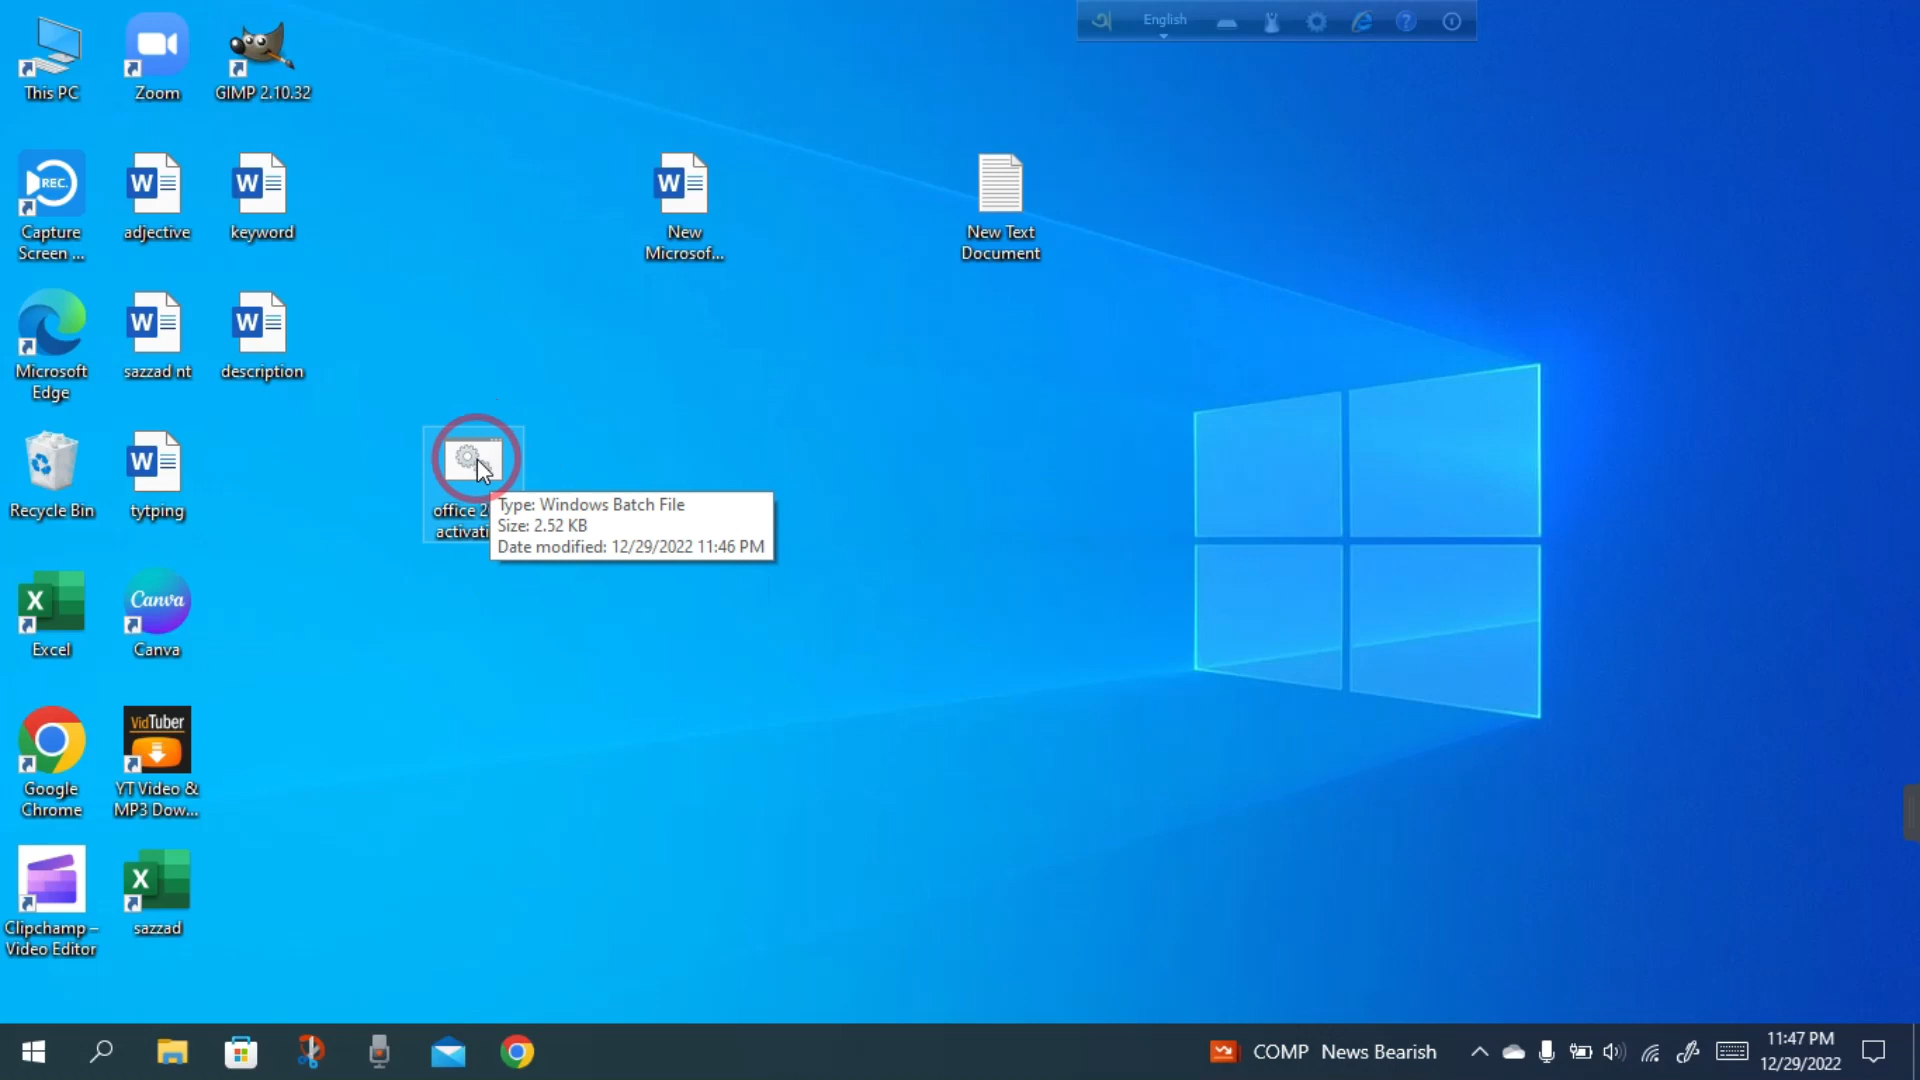 English
This PC
Zoom
GIMP 2.10.32
REC.
Capture
Screen ...
W
adjective
W
keyword
W
New
Microsof...
New Text
Document
Microsoft
Edge
W
sazzad nt
W
description
Recycle Bin
W
tytping
office
activati
Type: Windows Batch File
Size: 2.52 KB
Date modified: 12/29/2022 11:46 PM
X
Excel
Canva
Canva
Google
Chrome
VidTuber
YT Video &
MP3 Dow...
Clipchamp –
Video Editor
X
sazzad
COMP News Bearish
11:47 PM
12/29/2022